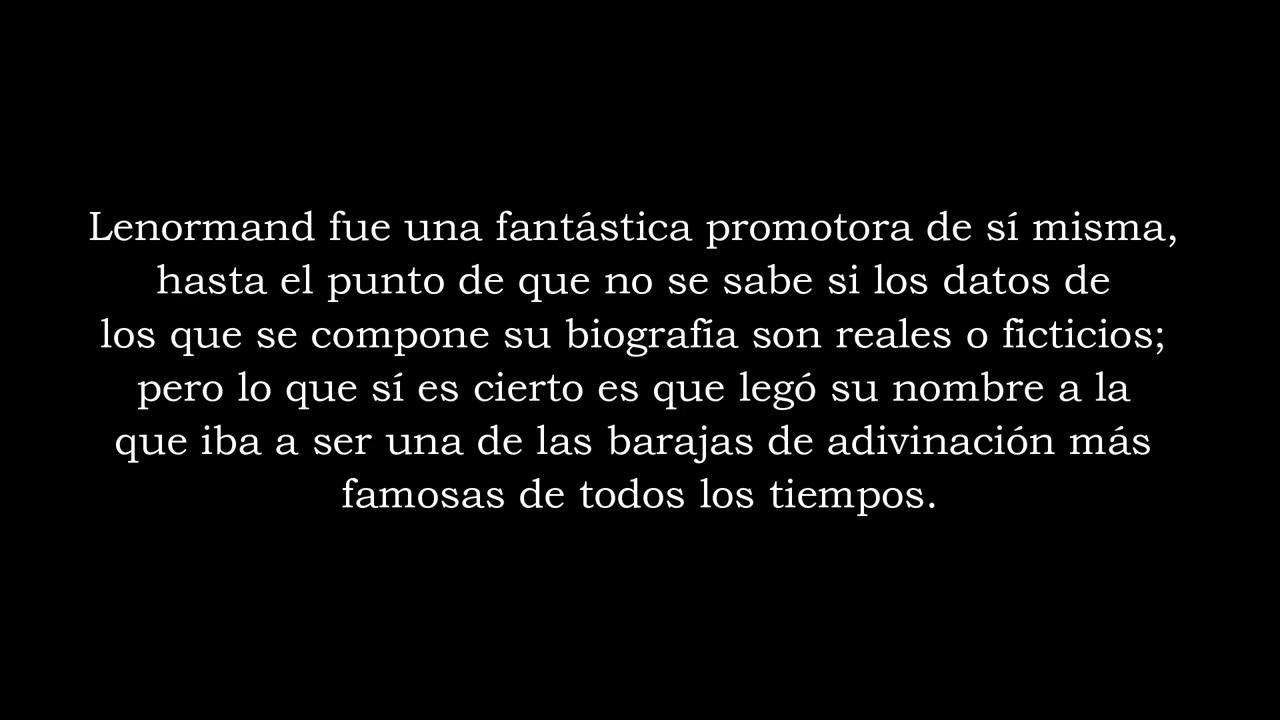 Lenormand fue una fantástica promotora de sí misma,
hasta el punto de que no se sabe si los datos de
los que se compone su biografía son reales o ficticios;
pero lo que sí es cierto es que legó su nombre a la
que iba a ser una de las barajas de adivinación más
famosas de todos los tiempos.